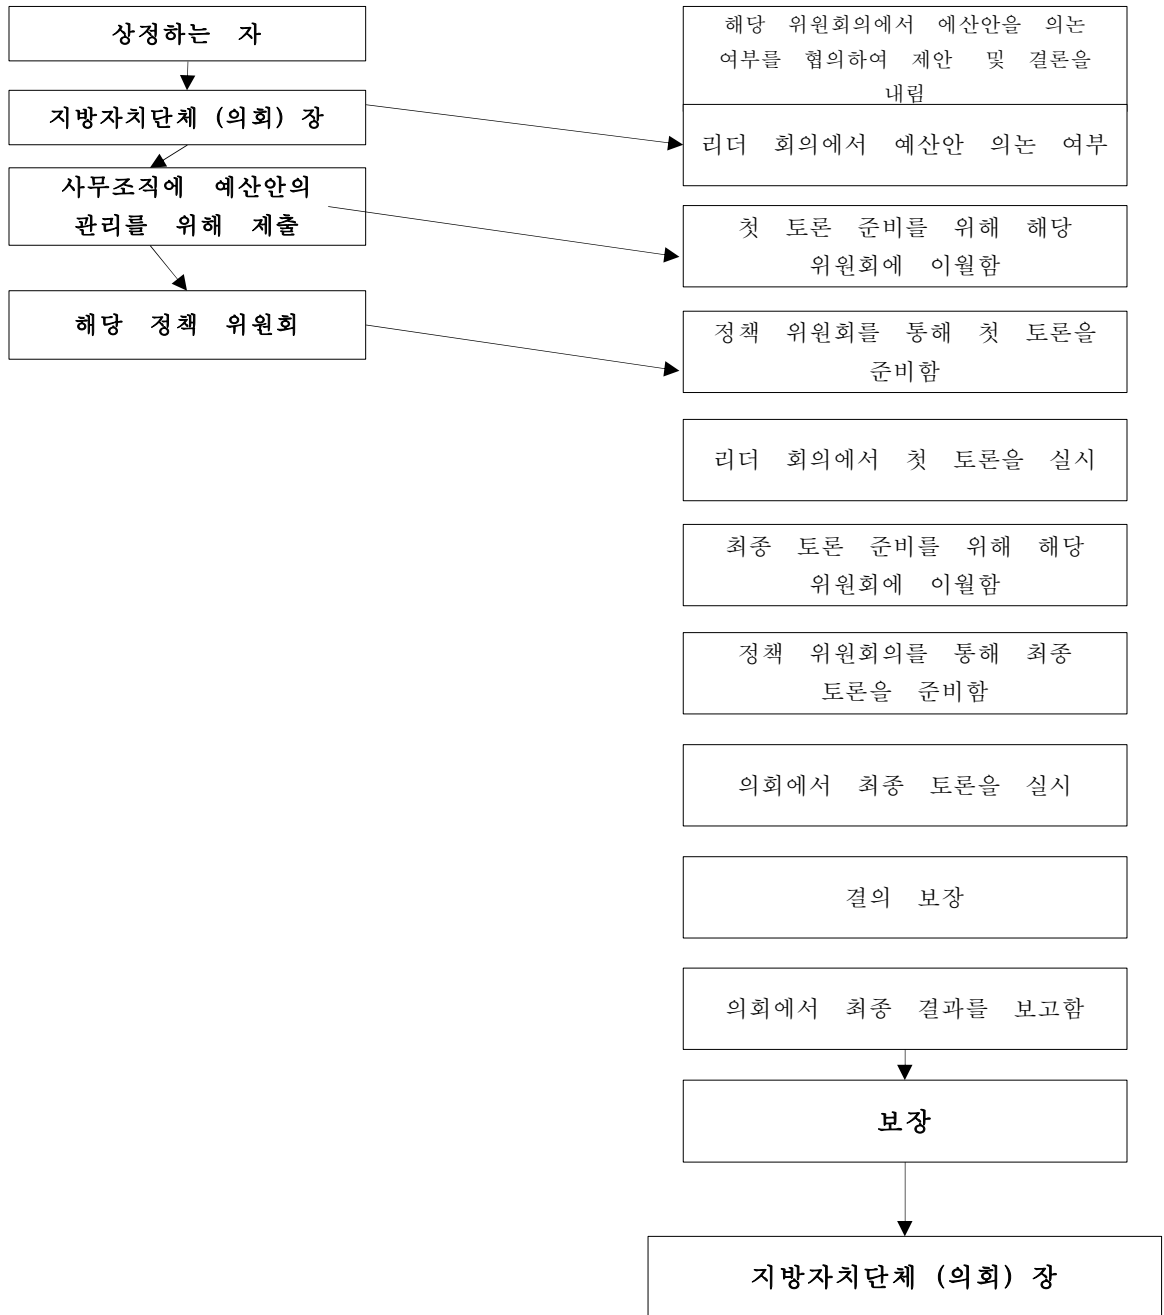 상정하는 자
지방자치단체 (의회) 장
사무조직에 예산안의
관리를 위해 제출
해당 정책 위원회
해당 위원회의에서 에산안을 의논
여부를 협의하여 제안 및 결론을
내림
리더 회의에서 예산안 의논 여부
첫 토론 준비를 위해 해당
위원회에 이월함
정책 위원회를 통해 첫 토론을
준비함
리더 회의에서 첫 토론을 실시
최종 토론 준비를 위해 해당
위원회에 이월함
정책 위원회의를 통해 최종
토론을 준비함
의회에서 최종 토론을 실시
결의 보장
의회에서 최종 결과를 보고함
보장
지방자치단체 (의회) 장